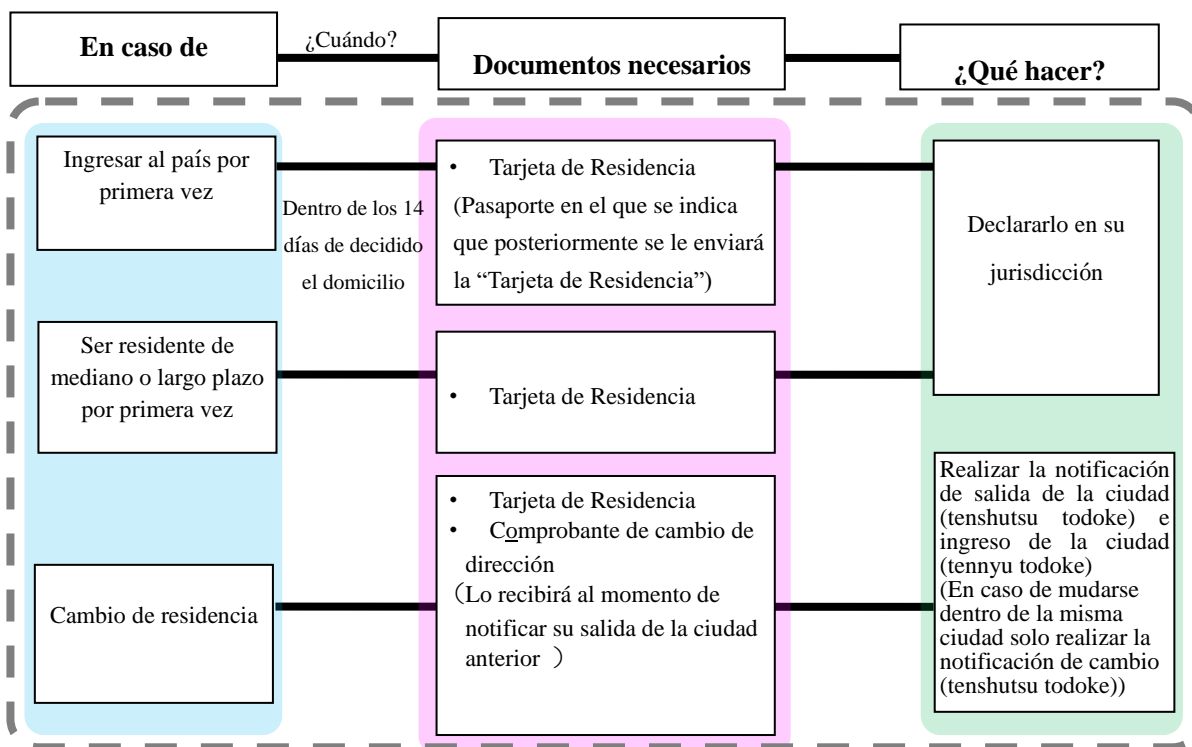 En caso de
¿Cuándo?
Documentos necesarios
¿Qué hacer?
Ingresar al país por
primera vez
Dentro de los 14
días de decidido
el domicilio
• Tarjeta de Residencia
(Pasaporte en el que se indica
que posteriormente se le enviará
la “Tarjeta de Residencia”)
Declararlo en su
jurisdicción
Ser residente de
mediano o largo plazo
por primera vez
• Tarjeta de Residencia
Cambio de residencia
• Tarjeta de Residencia
• Comprobante de cambio de
dirección
（Lo recibirá al momento de
notificar su salida de la ciudad
anterior ）
Realizar la notificación
de salida de la ciudad
(tenshutsu todoke) e
ingreso de la ciudad
(tennyu todoke)
(En caso de mudarse
dentro de la misma
ciudad solo realizar la
notificación de cambio
(tenshutsu todoke))